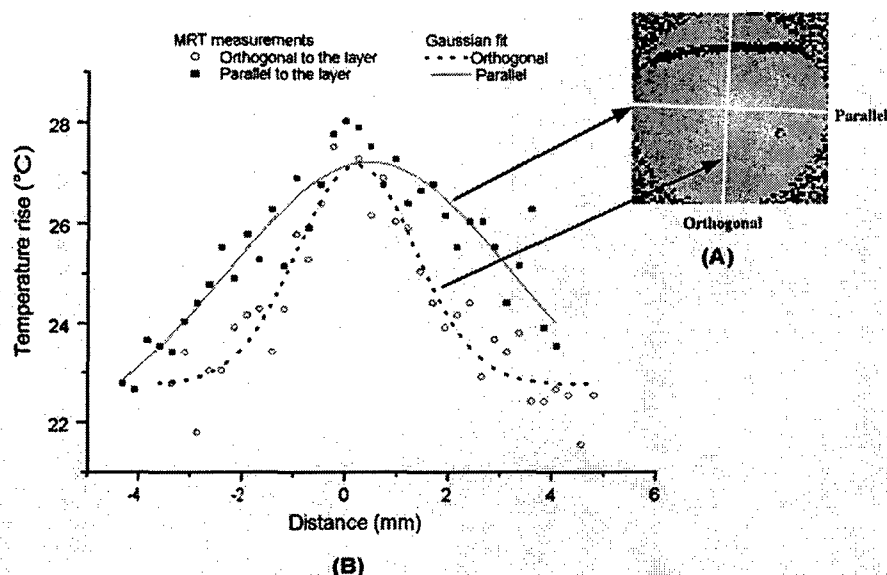 MRT measurements
Orthogonal to the layer
Parallel to the layer
Gaussian fit
Orthogonal
Parallel
Parallel
Orthogonal
(A)
Temperature rise (°C)
28
26
24
22
-4
-2
0
2
4
6
Distance (mm)
(B)